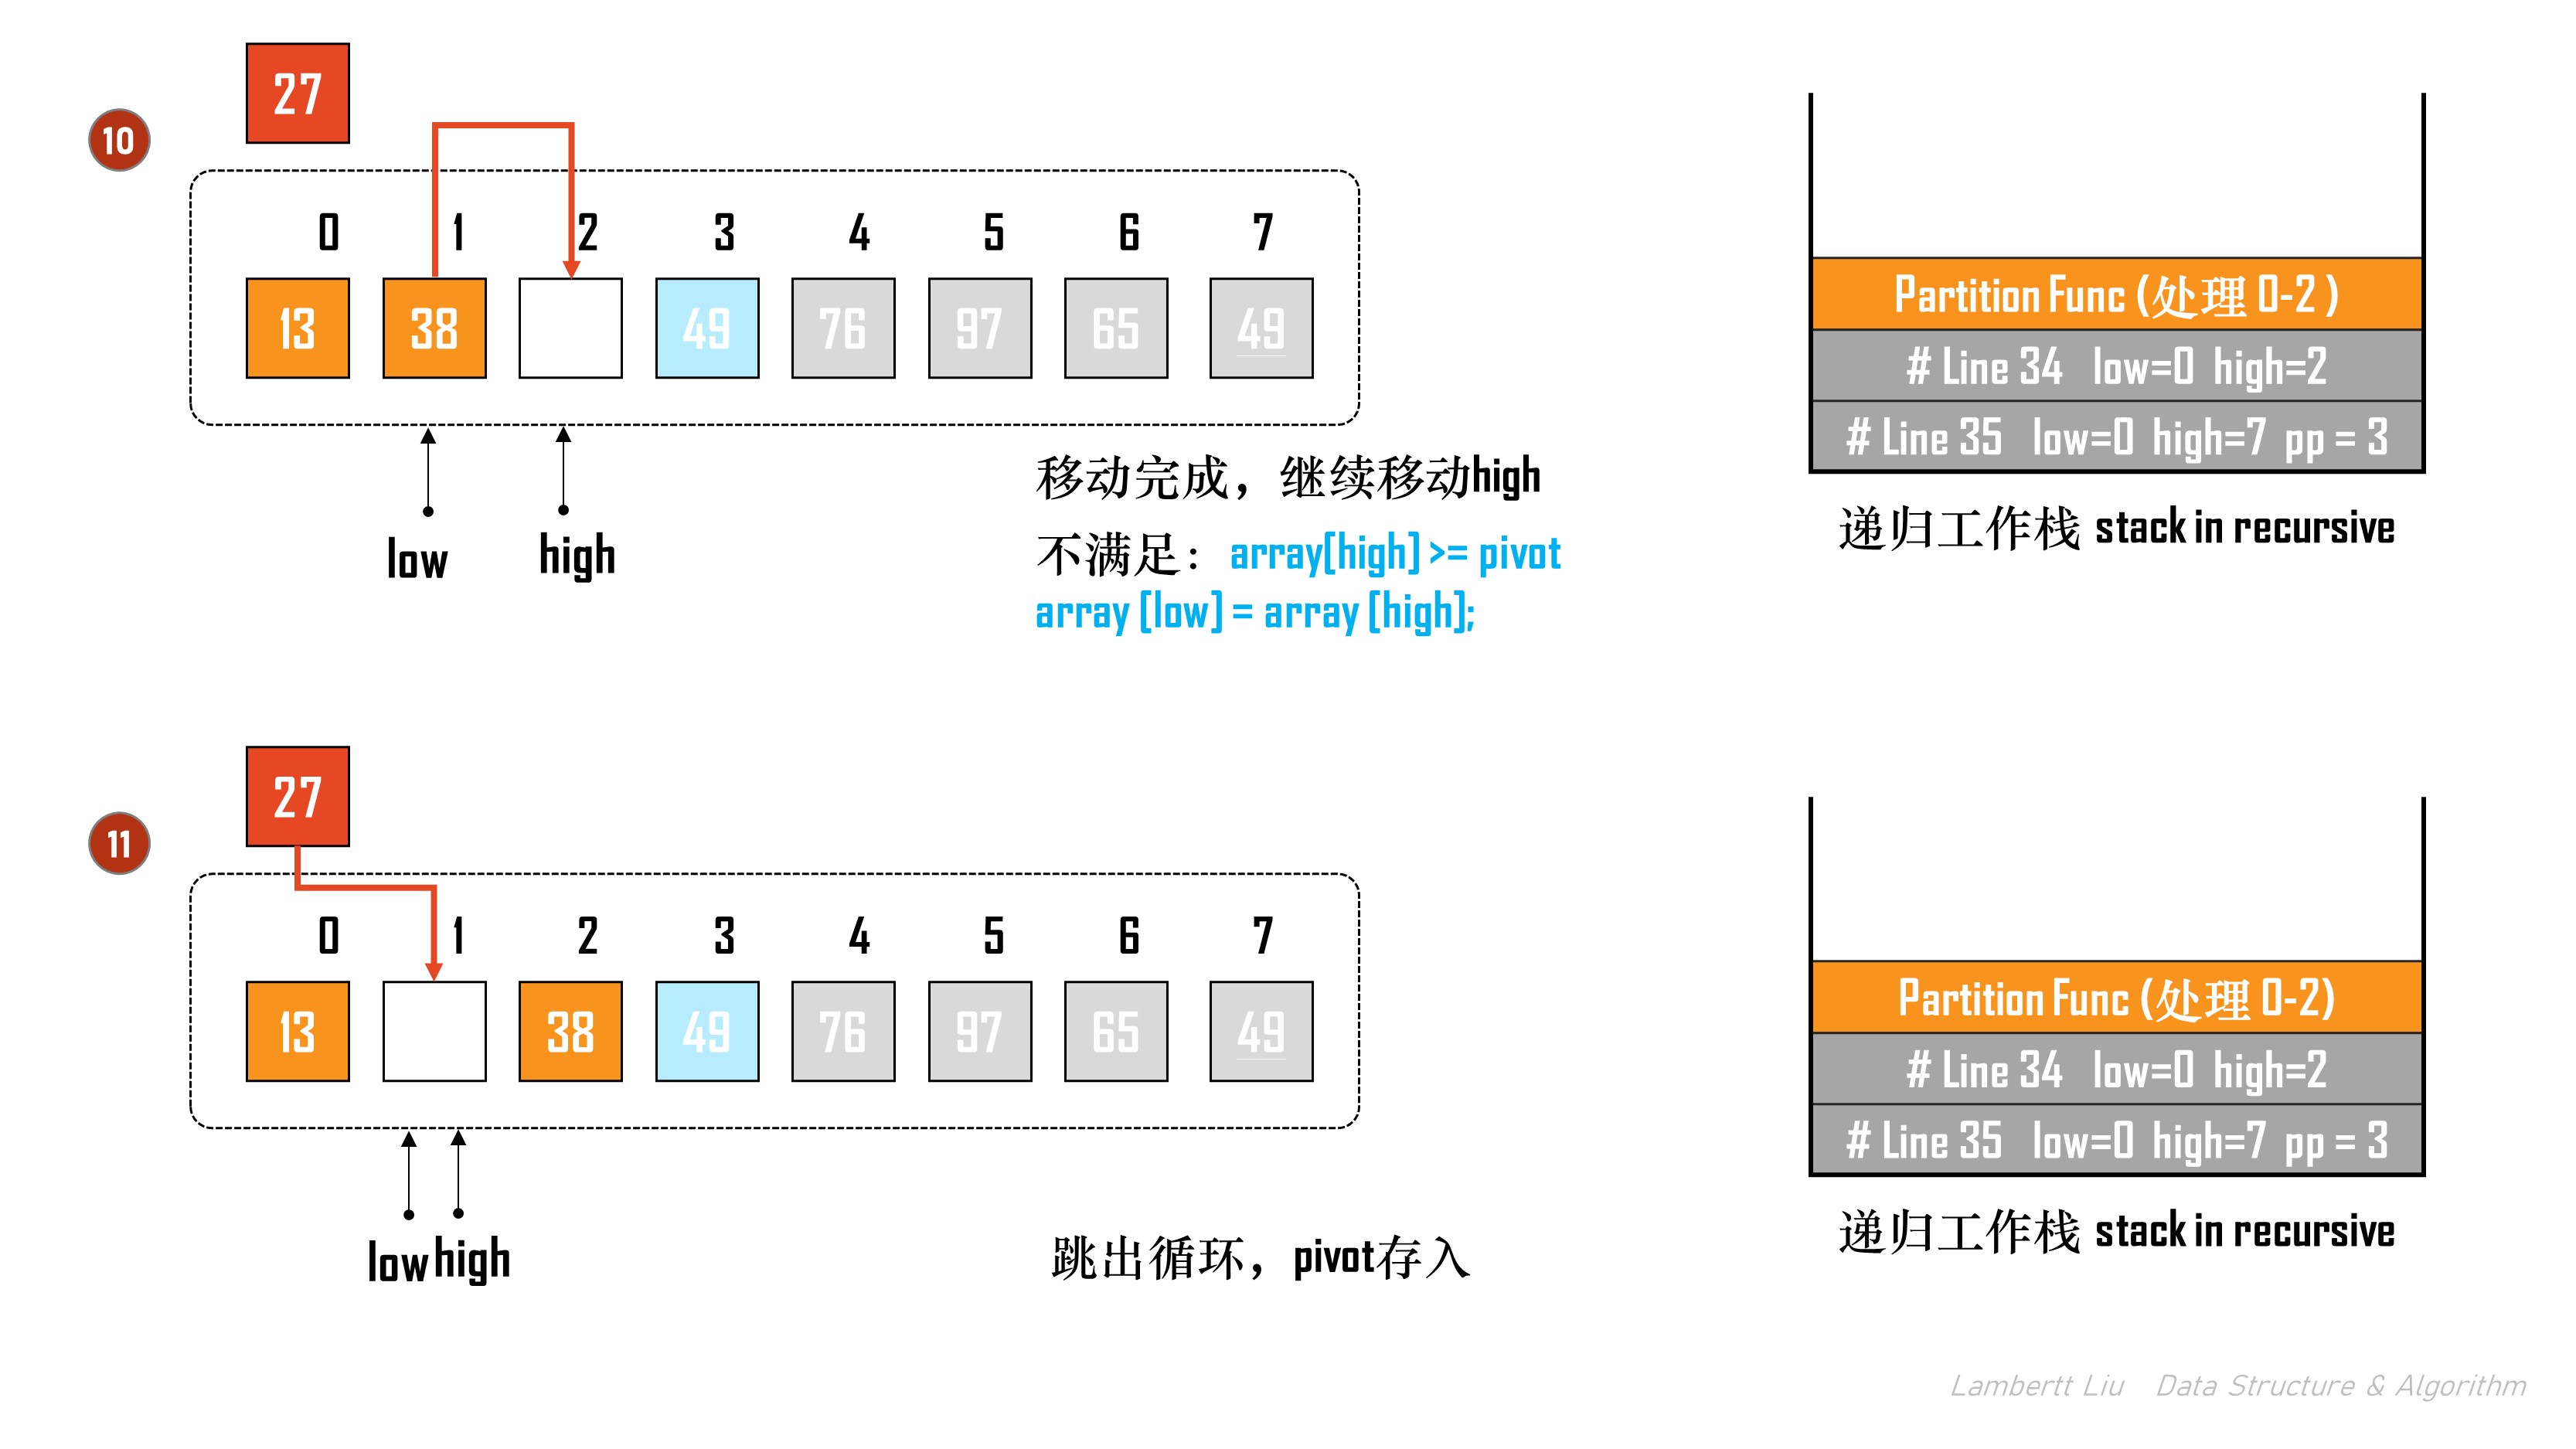 27
10
0 1 2 3 4 5 6 7
13 38 49 76 97 65 49
low high
移动完成，继续移动high
不满足：array[high] >= pivot
array [low] = array [high];
Partition Func (处理 0-2 )
# Line 34 low=0 high=2
# Line 35 low=0 high=7 pp = 3
递归工作栈 stack in recursive
27
11
0 1 2 3 4 5 6 7
13 38 49 76 97 65 49
low high
跳出循环，pivot存入
Partition Func (处理 0-2)
# Line 34 low=0 high=2
# Line 35 low=0 high=7 pp = 3
递归工作栈 stack in recursive
Lambertt Liu Data Structure & Algorithm